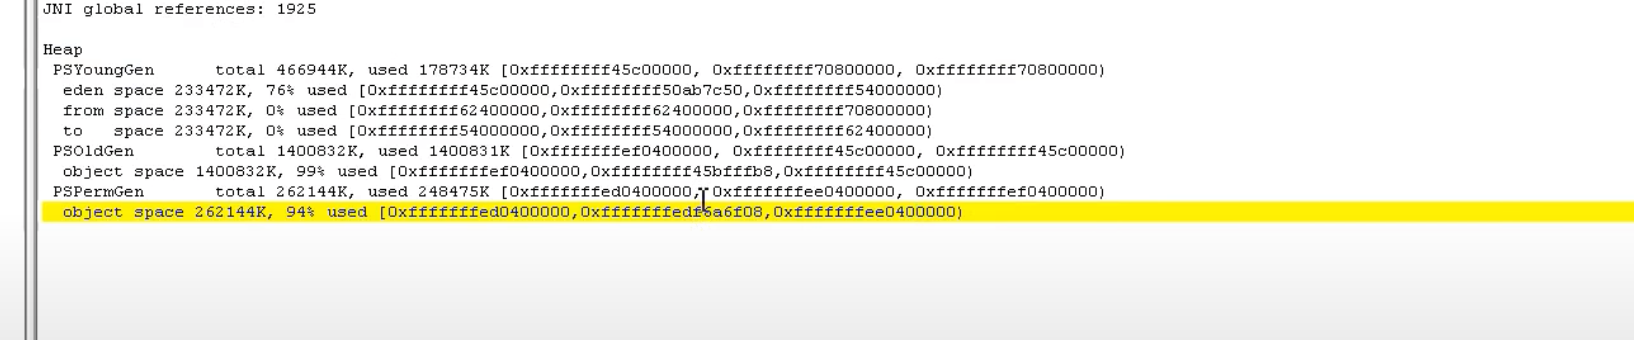 JNI global references: 1925
Heap
PSYoungGen total 466944K, used 178734K [0xffffffff45c00000, 0xffffffff70800000, 0xffffffff70800000)
eden space 233472K, 76% used [0xffffffff45c00000,0xffffffff50ab7c50,0xffffffff54000000)
from space 233472K, 0% used [0xffffffff62400000,0xffffffff62400000,0xffffffff70800000)
to space 233472K, 0% used [0xffffffff54000000,0xffffffff54000000,0xffffffff62400000)
PSOldGen total 1400832K, used 1400831K [0xfffffffef0400000, 0xffffffff45c00000, 0xffffffff45c00000)
object space 1400832K, 99% used [0xfffffffef0400000,0xffffffff45bfffb8,0xffffffff45c00000)
PSPermGen total 262144K, used 248475K [0xfffffffed0400000, 0xfffffffee0400000, 0xfffffffef0400000)
object space 262144K, 94% used [0xfffffffed0400000,0xfffffffedf6a6f08,0xfffffffee0400000)